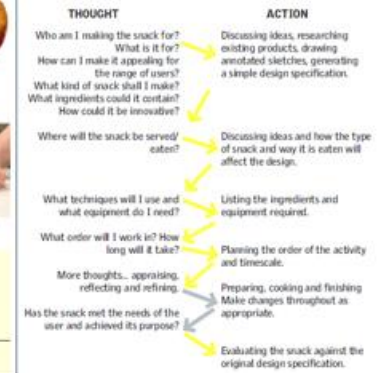 THOUGHT
ACTION
Who am I making the snack for?
What is it for?
How can I make it appealing for
the range of users?
What kind of snack shall I make?
What ingredients could it contain?
How could it be innovative?
Discussing ideas, researching
existing products, drawing
annotated sketches, generating
a simple design specification.
Where will the snack be served/
eaten?
Discussing ideas and how the type
of snack and way it is eaten will
affect the design.
What techniques will I use and
what equipment do I need?
Listing the ingredients and
equipment required.
What order will I work in? How
long will it take?
Planning the order of the activity
and timescale.
More thoughts... appraising,
reflecting and refining.
Preparing, cooking and finishing
Make changes throughout as
appropriate.
Has the snack met the needs of the
user and achieved its purpose?
Evaluating the snack against the
original design specification.